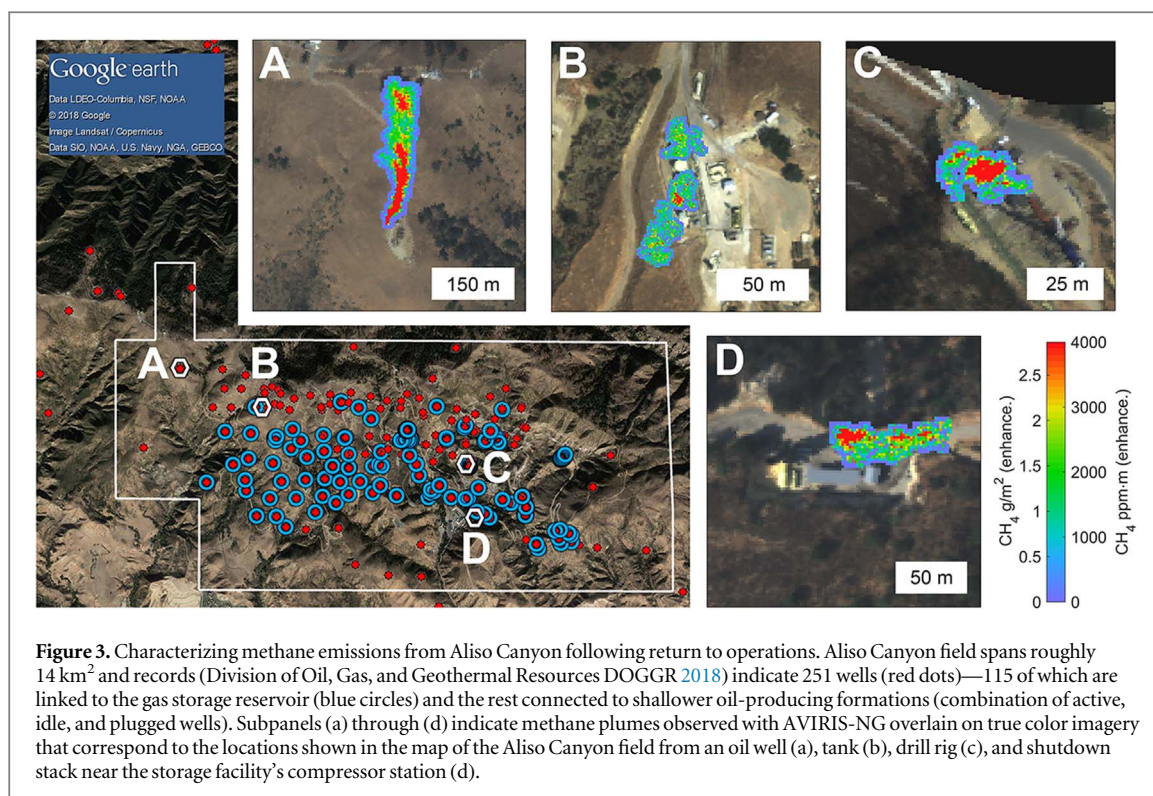 Google earth
Data LDEO-Columbia, NSF, NOAA
© 2018 Google
Image Landsat / Copernicus
Data SIO, NOAA, U.S. Navy, NGA, GEBCO
A
150 m
B
50 m
C
25 m
A
B
C
D
D
50 m
CH₄ g/m² (enhance.)
2.5
2
1.5
1
0.5
0
4000
3000
2000
1000
0
CH₄ ppm-m (enhance.)
Figure 3. Characterizing methane emissions from Aliso Canyon following return to operations. Aliso Canyon field spans roughly
14 km² and records (Division of Oil, Gas, and Geothermal Resources DOGGR 2018) indicate 251 wells (red dots)—115 of which are
linked to the gas storage reservoir (blue circles) and the rest connected to shallower oil-producing formations (combination of active,
idle, and plugged wells). Subpanels (a) through (d) indicate methane plumes observed with AVIRIS-NG overlain on true color imagery
that correspond to the locations shown in the map of the Aliso Canyon field from an oil well (a), tank (b), drill rig (c), and shutdown
stack near the storage facility's compressor station (d).